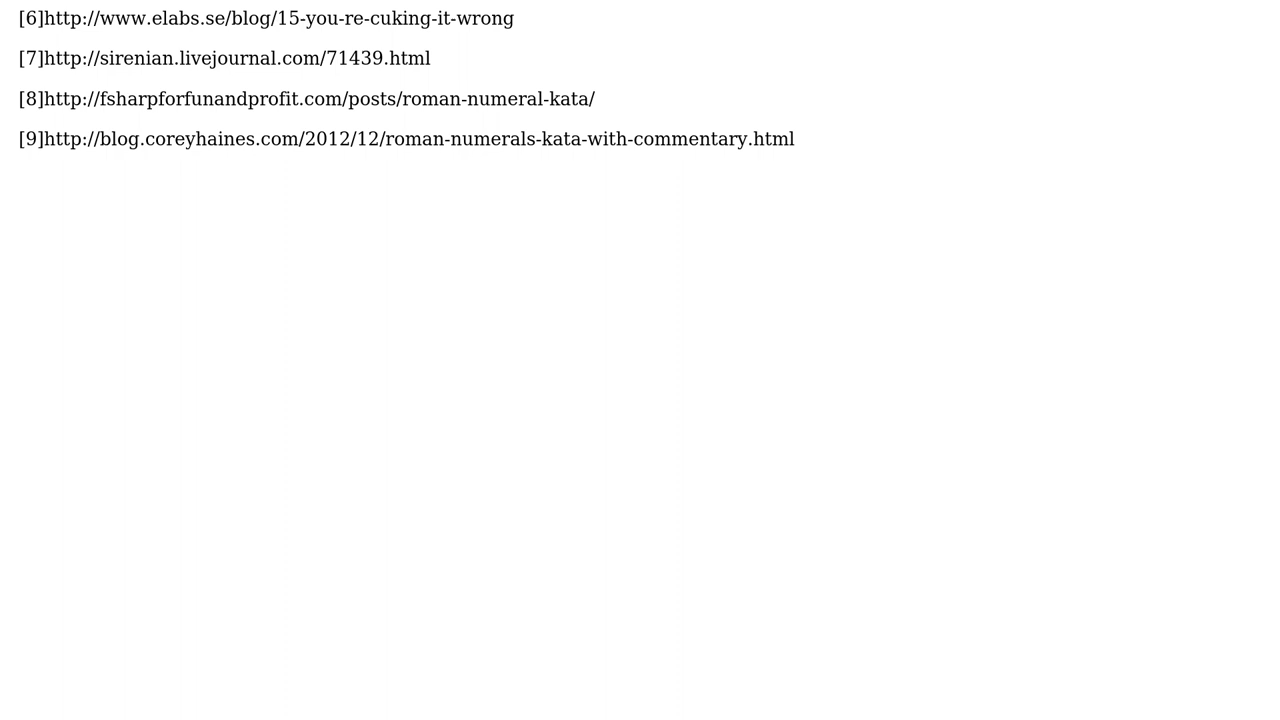 [6]http://www.elabs.se/blog/15-you-re-cuking-it-wrong
[7]http://sirenian.livejournal.com/71439.html
[8]http://fsharpforfunandprofit.com/posts/roman-numeral-kata/
[9]http://blog.coreyhaines.com/2012/12/roman-numerals-kata-with-commentary.html